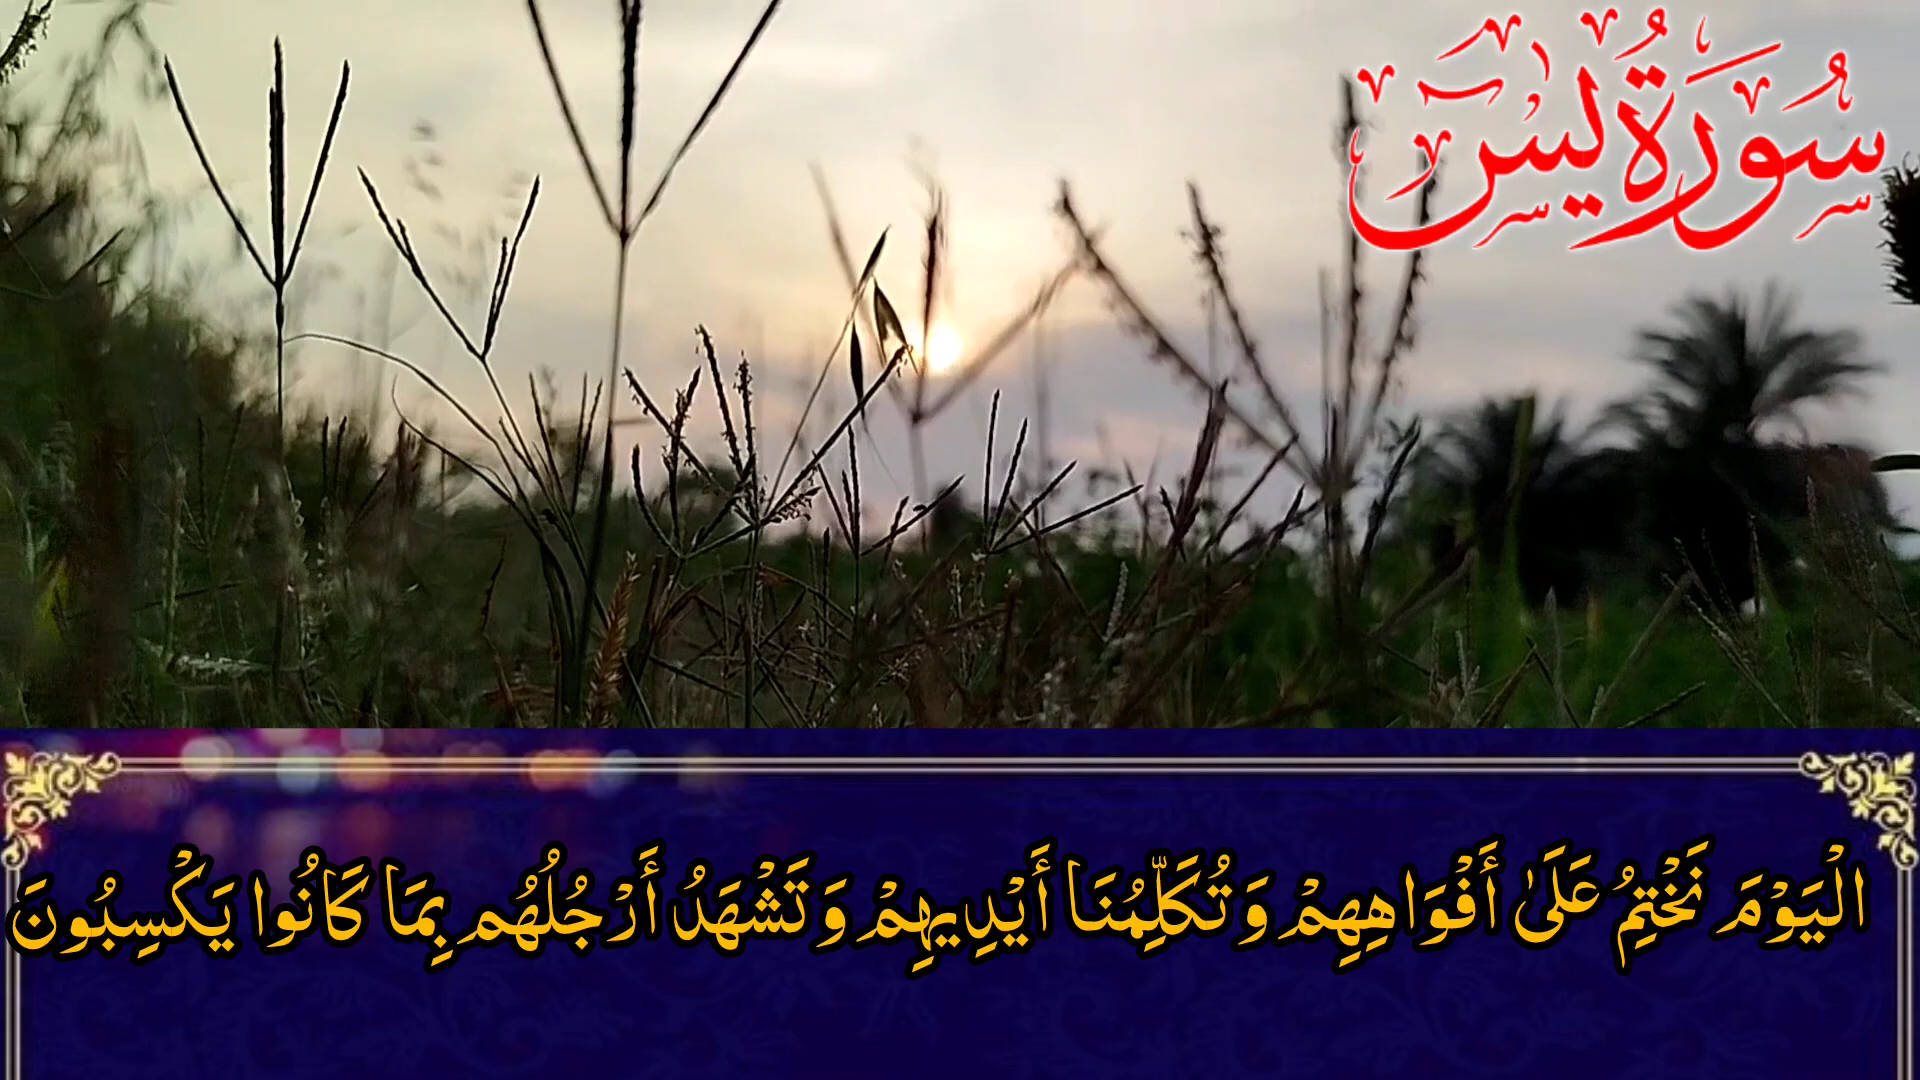 سُورَةُ يس
الْيَوْمَ نَخْتِمُ عَلَىٰ أَفْوَاهِهِمْ وَتُكَلِّمُنَا أَيْدِيهِمْ وَتَشْهَدُ أَرْجُلُهُم بِمَا كَانُوا يَكْسِبُونَ